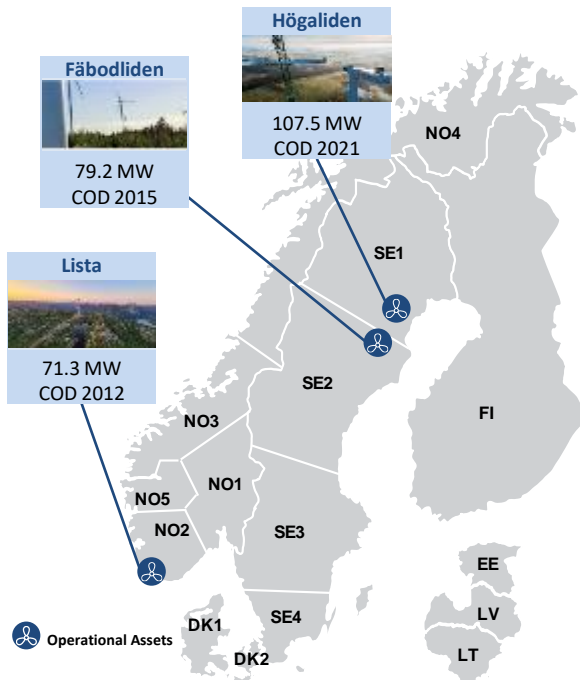 Högaliden
107.5 MW
COD 2021
Fäbodliden
79.2 MW
COD 2015
Lista
71.3 MW
COD 2012
NO4
SE1
SE2
FI
NO3
NO1
NO5
NO2
SE3
EE
SE4
DK1
LV
DK2
LT
Operational Assets